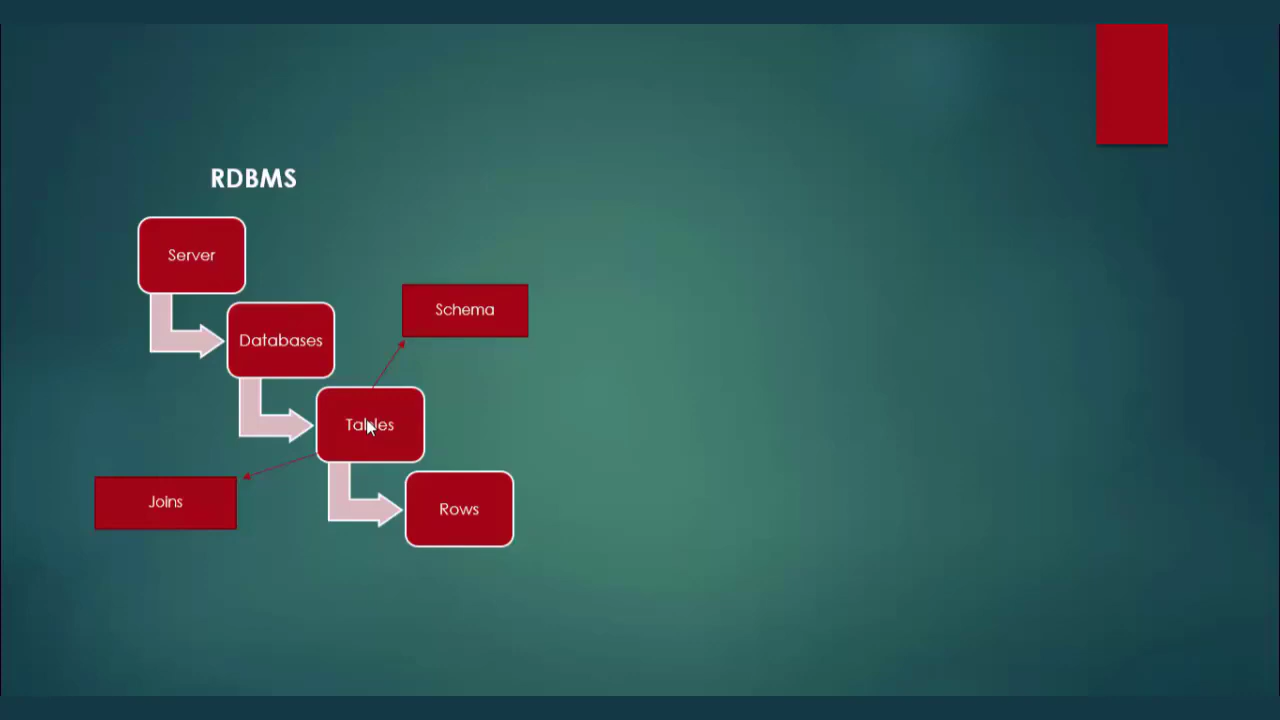 RDBMS
Server
Schema
Databases
Tables
Joins
Rows